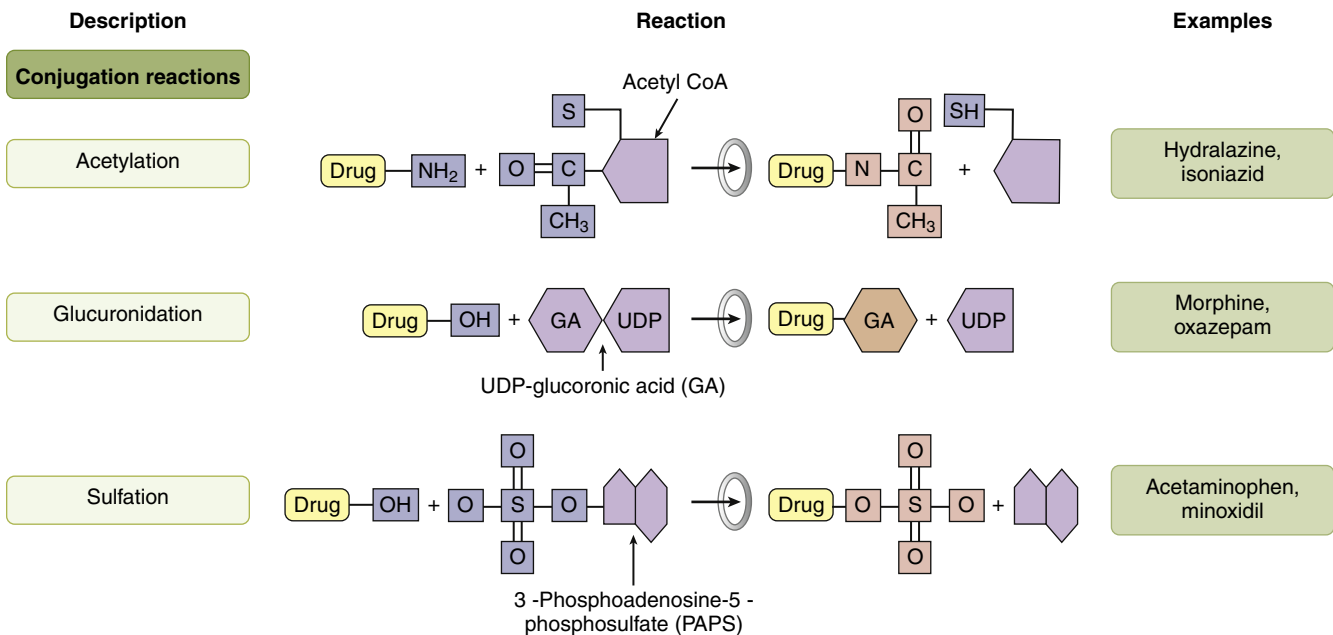 Description
Reaction
Examples
Conjugation reactions
Acetylation
Acetyl CoA
Drug NH2 + O C S CH3
Drug N C O CH3 + SH
Hydralazine,
isoniazid
Glucuronidation
Drug OH + GA UDP
UDP-glucoronic acid (GA)
Drug GA + UDP
Morphine,
oxazepam
Sulfation
Drug OH + O S O O O
3 -Phosphoadenosine-5 -
phosphosulfate (PAPS)
Drug O S O O O +
Acetaminophen,
minoxidil